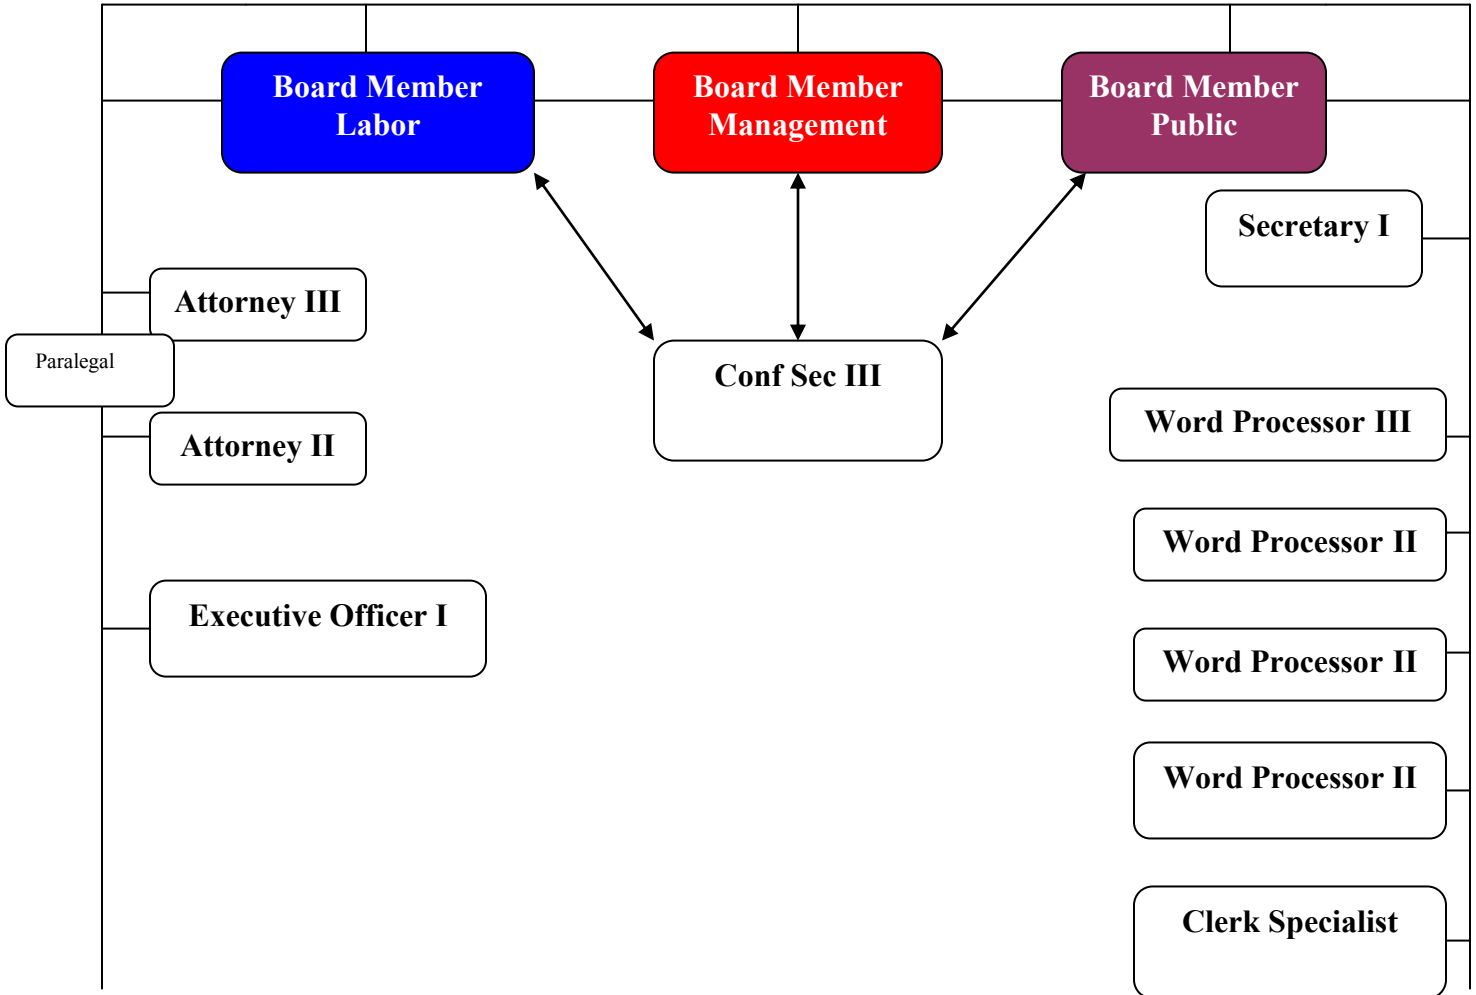 Board Member
Labor
Board Member
Management
Board Member
Public
Secretary I
Attorney III
Paralegal
Conf Sec III
Word Processor III
Attorney II
Word Processor II
Executive Officer I
Word Processor II
Word Processor II
Clerk Specialist